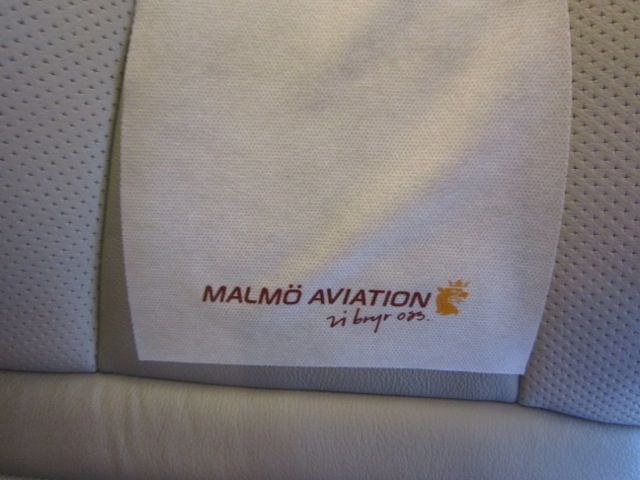 MALMÖ AVIATION
vi bryr oss.